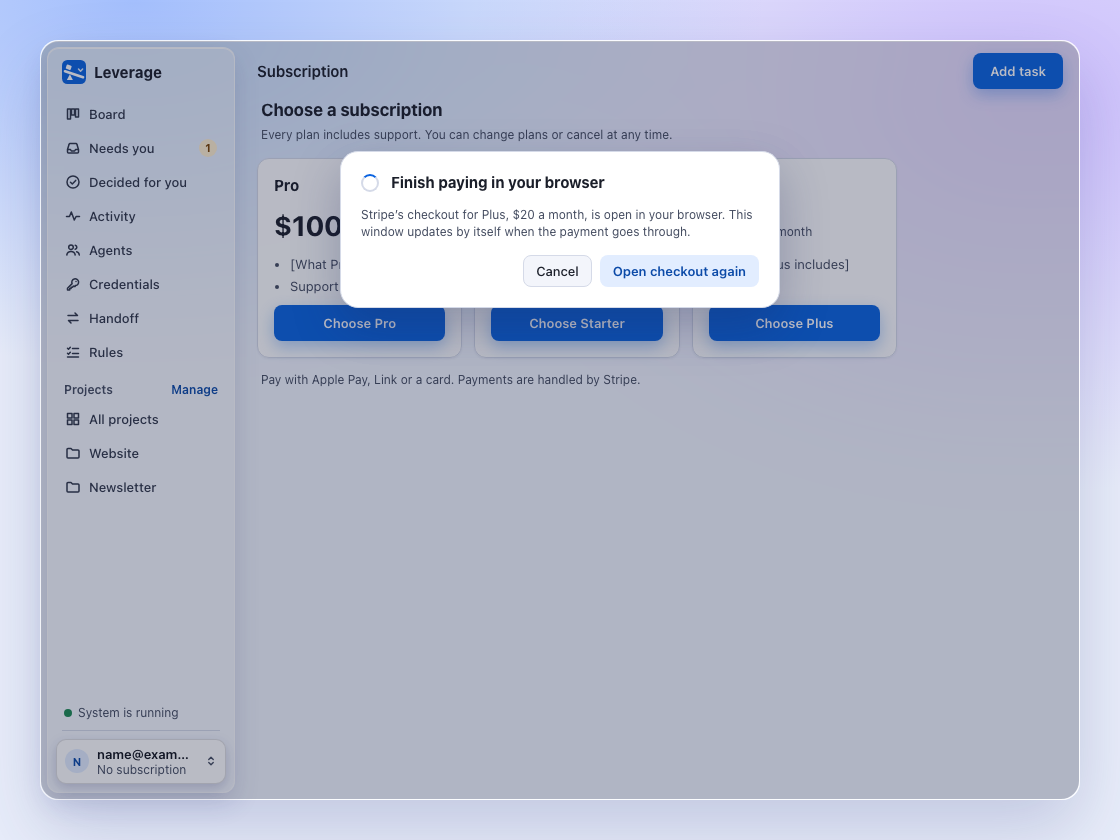 Leverage
Board
Needs you 1
Decided for you
Activity
Agents
Credentials
Handoff
Rules
Projects Manage
All projects
Website
Newsletter
System is running
N
name@exam...
No subscription
Subscription
Add task
Choose a subscription
Every plan includes support. You can change plans or cancel at any time.
Pro
$100
• [What
• Support
month
includes]
Choose Pro
Choose Starter
Choose Plus
Pay with Apple Pay, Link or a card. Payments are handled by Stripe.
Finish paying in your browser
Stripe's checkout for Plus, $20 a month, is open in your browser. This
window updates by itself when the payment goes through.
Cancel
Open checkout again